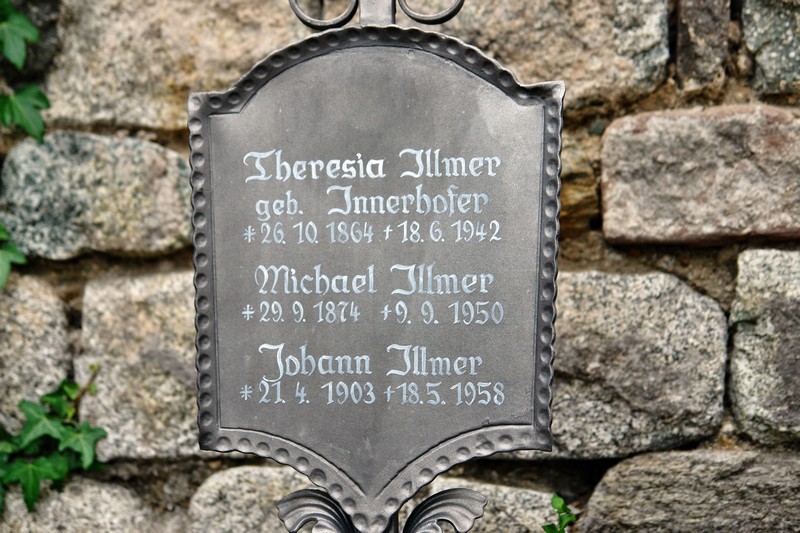 Theresia Illmer
geb. Innerhofer
* 26. 10. 1864 + 18. 6. 1942
Michael Illmer
* 29. 9. 1874 + 9. 9. 1950
Johann Illmer
* 21. 4. 1903 + 18. 5. 1958